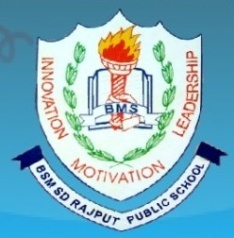 INNOVATION
MOTIVATION
LEADERSHIP
BMS
BSM SD RAJPUT PUBLIC SCHOOL